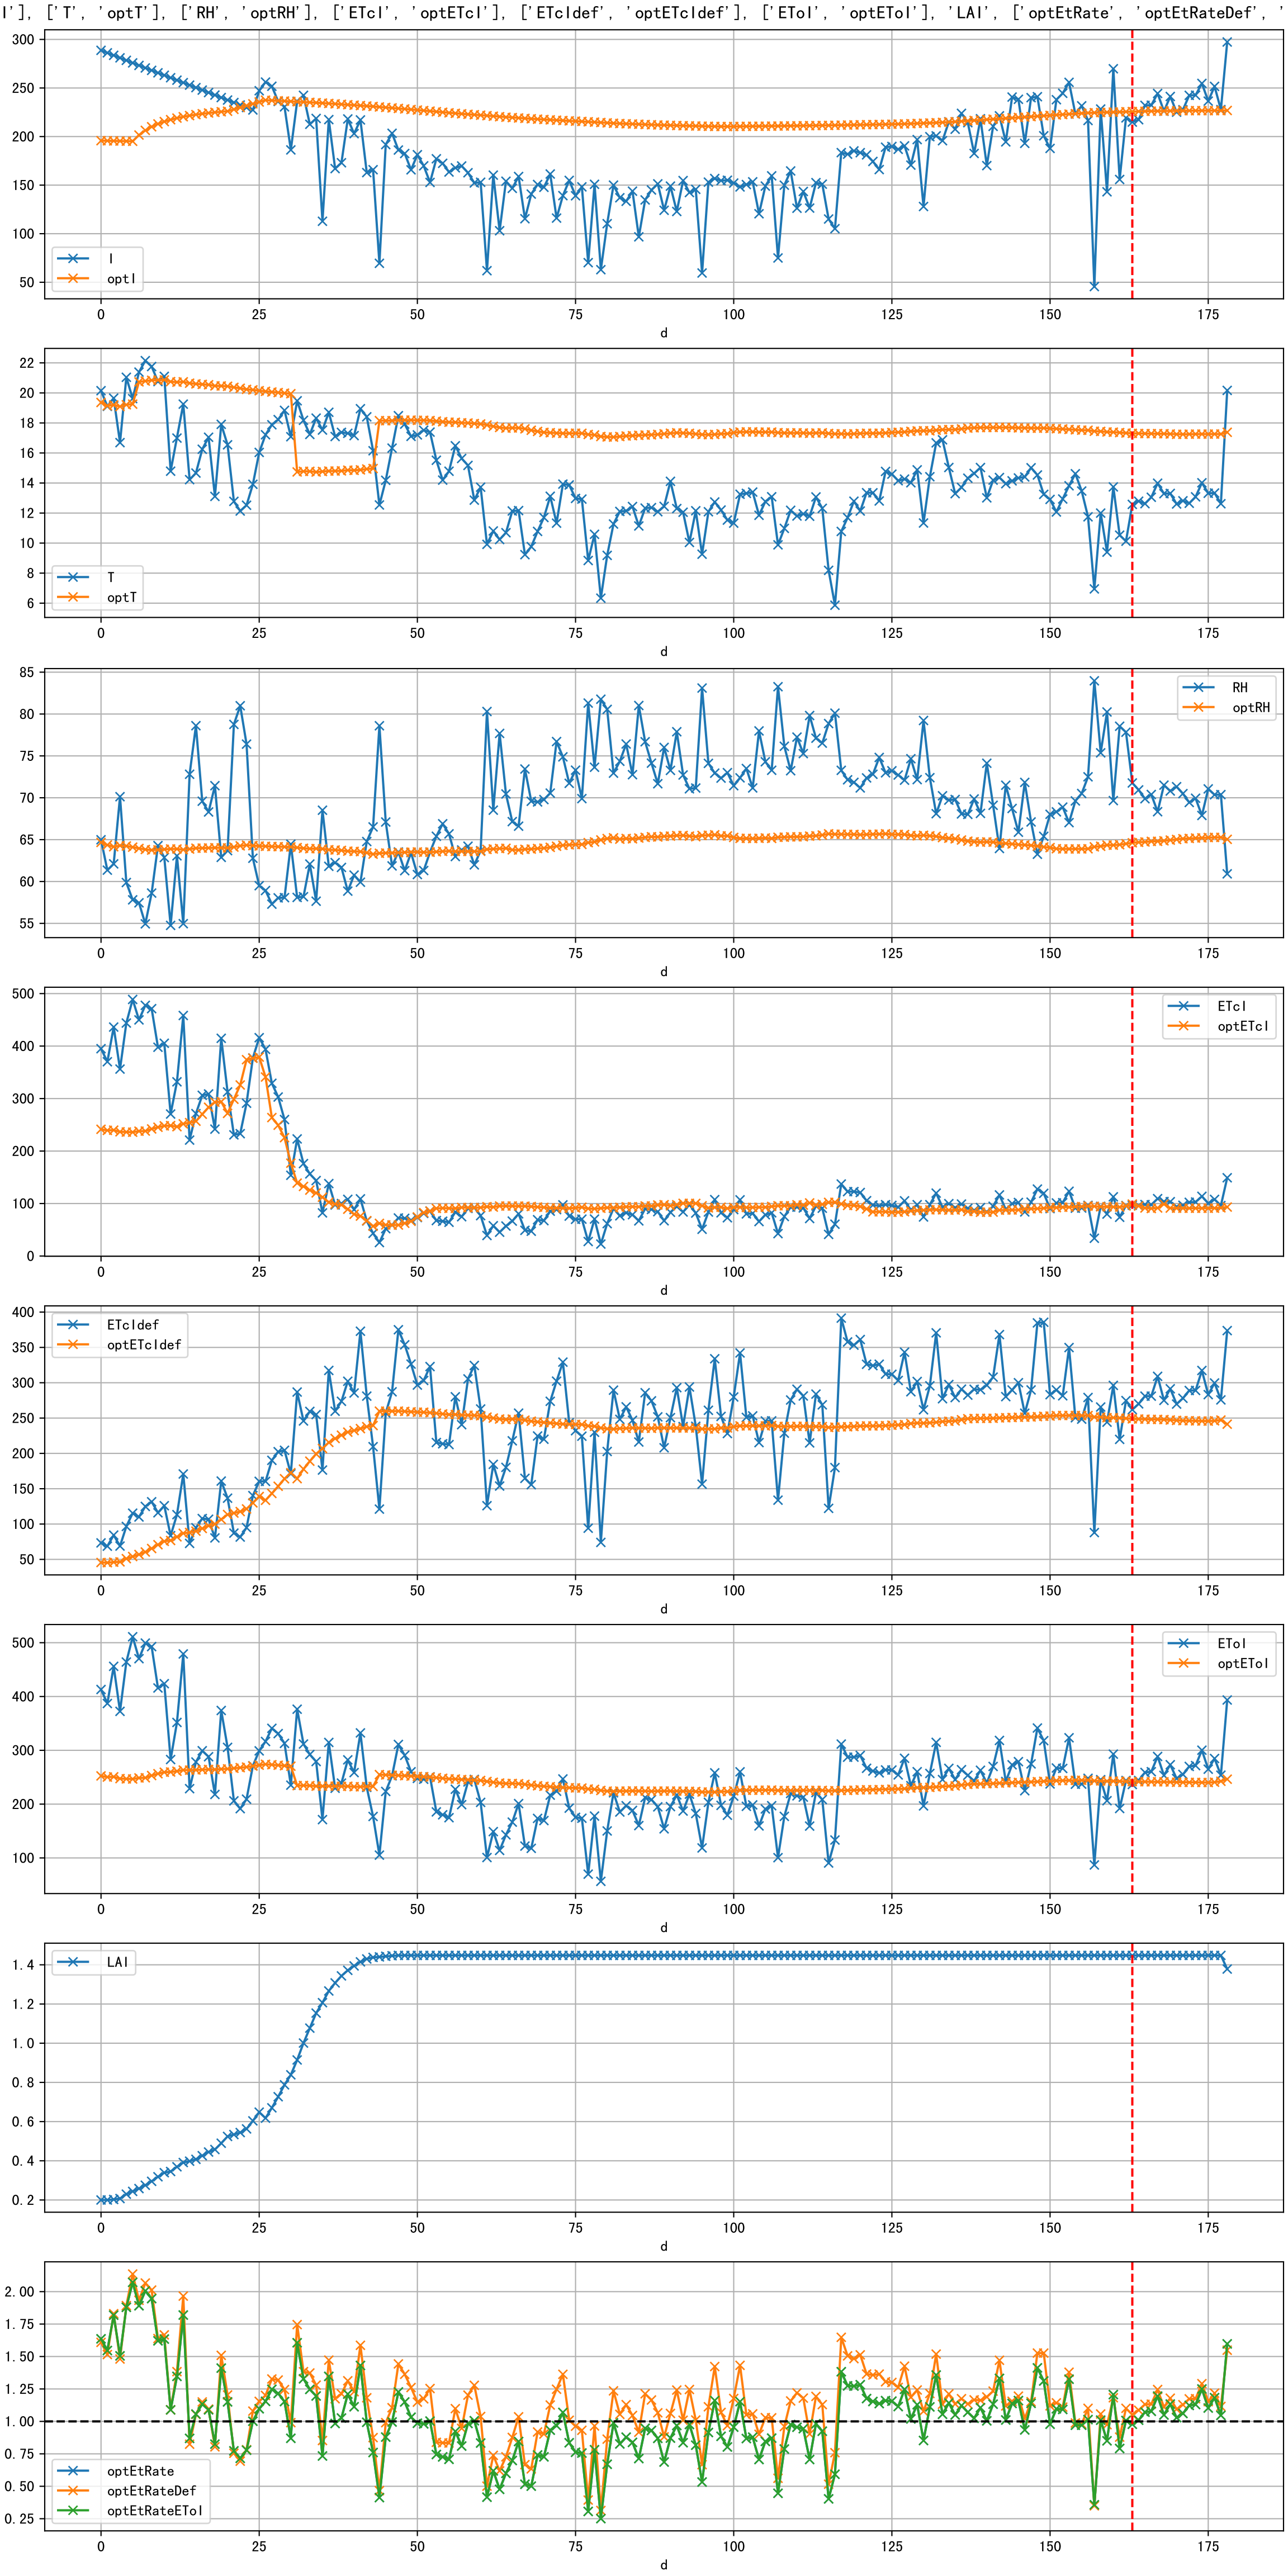 I'], ['T', 'optT'], ['RH', 'optRH'], ['ETcI', 'optETcI'], ['ETcIdef', 'optETcIdef'], ['EToI', 'optEToI'], 'LAI', ['optEtRate', 'optEtRateDef', '
300
250
200
150
100
50
I
optI
0 25 50 75 100 125 150 175
d
22
20
18
16
14
12
10
8
6
T
optT
0 25 50 75 100 125 150 175
d
85
80
75
70
65
60
55
RH
optRH
0 25 50 75 100 125 150 175
d
500
400
300
200
100
0
ETcI
optETcI
0 25 50 75 100 125 150 175
d
400
350
300
250
200
150
100
50
ETcIdef
optETcIdef
0 25 50 75 100 125 150 175
d
500
400
300
200
100
EToI
optEToI
0 25 50 75 100 125 150 175
d
1.4
1.2
1.0
0.8
0.6
0.4
0.2
LAI
0 25 50 75 100 125 150 175
d
2.00
1.75
1.50
1.25
1.00
0.75
0.50
0.25
optEtRate
optEtRateDef
optEtRateEToI
0 25 50 75 100 125 150 175
d